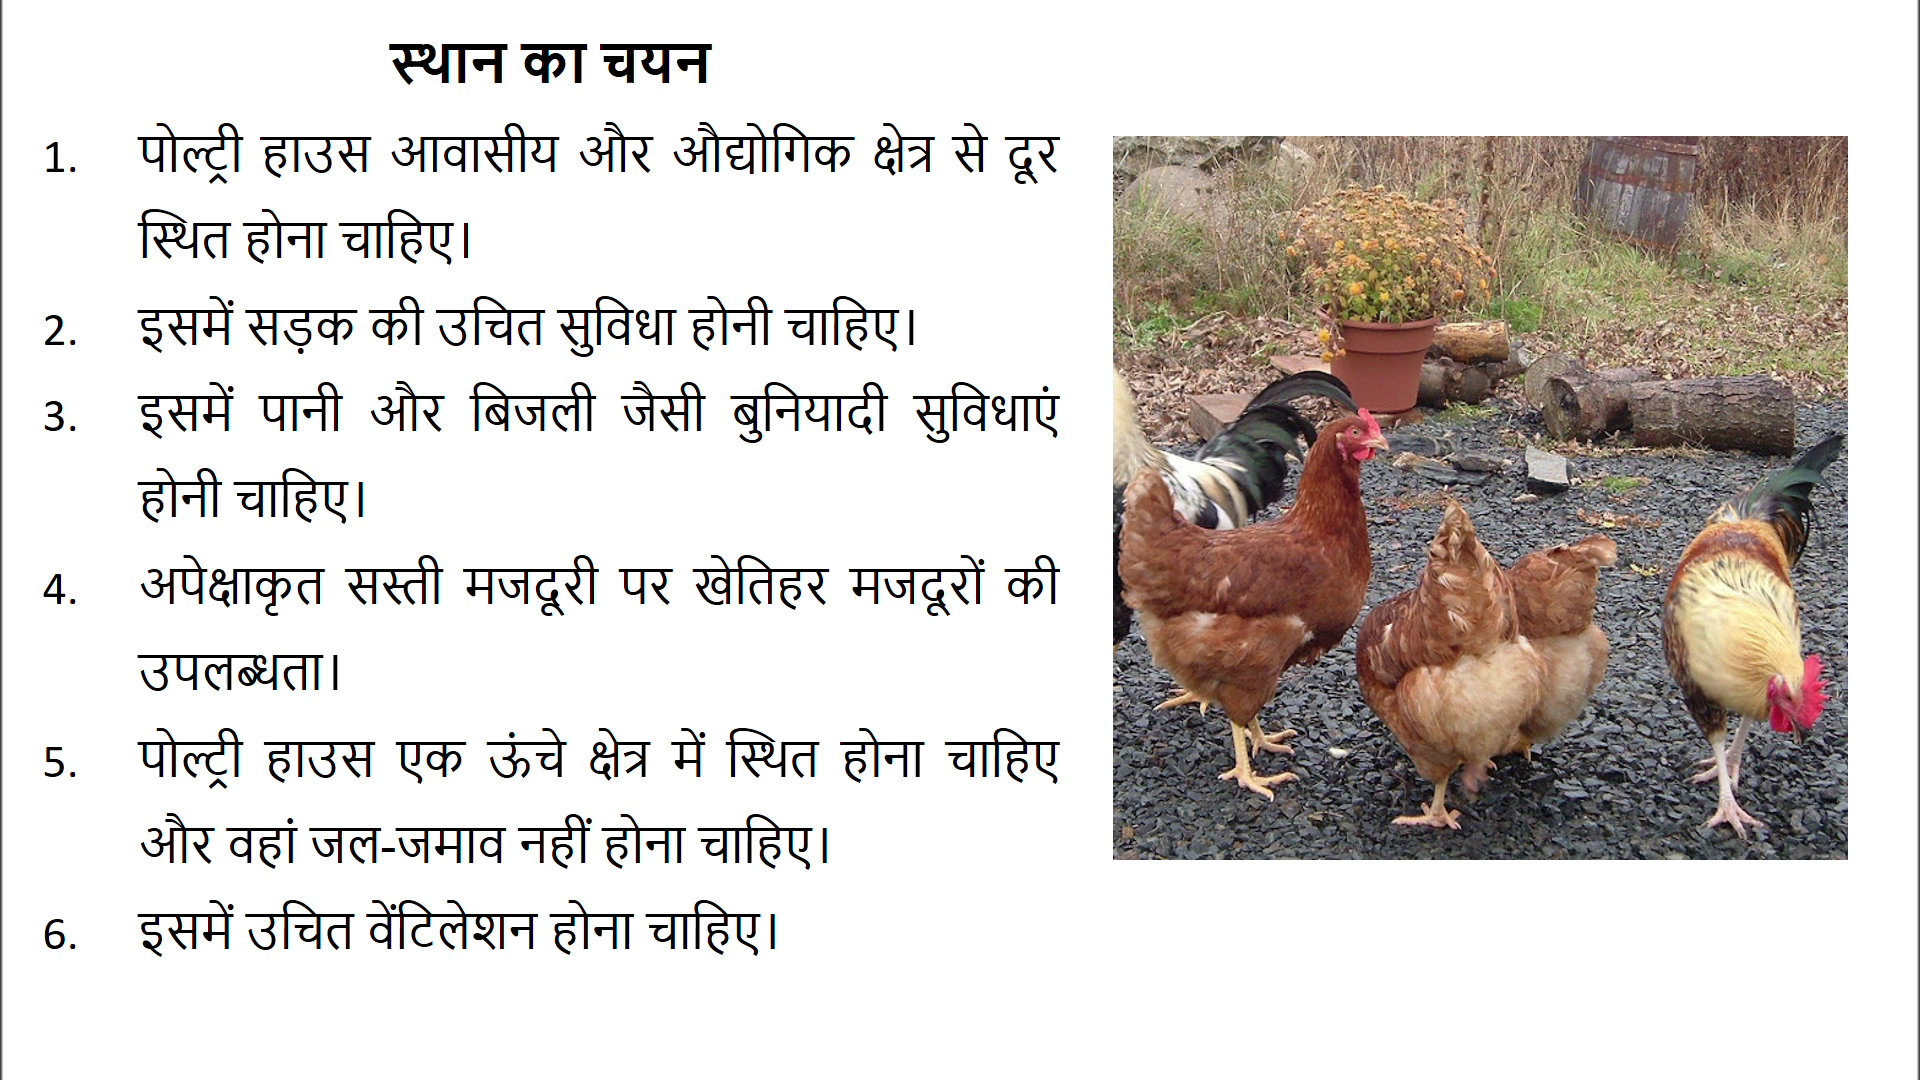 स्थान का चयन
1. पोल्ट्री हाउस आवासीय और औद्योगिक क्षेत्र से दूर
स्थित होना चाहिए।
2. इसमें सड़क की उचित सुविधा होनी चाहिए।
3. इसमें पानी और बिजली जैसी बुनियादी सुविधाएं
होनी चाहिए।
4. अपेक्षाकृत सस्ती मजदूरी पर खेतिहर मजदूरों की
उपलब्धता।
5. पोल्ट्री हाउस एक ऊंचे क्षेत्र में स्थित होना चाहिए
और वहां जल-जमाव नहीं होना चाहिए।
6. इसमें उचित वेंटिलेशन होना चाहिए।